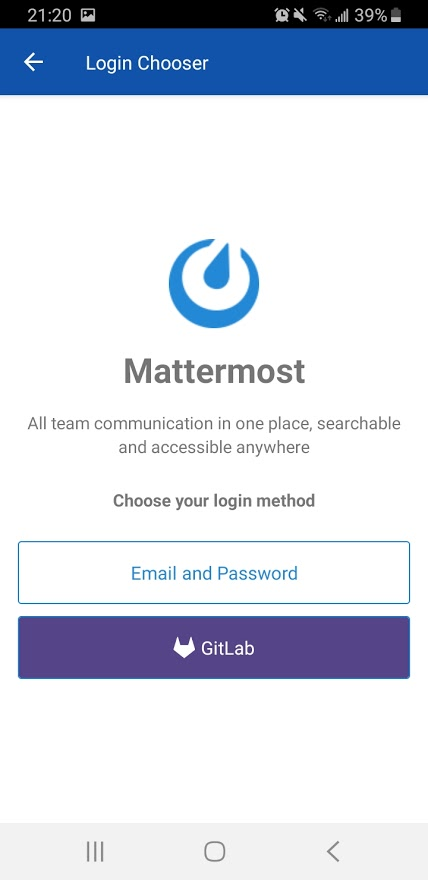 21:20 39%
Login Chooser
Mattermost
All team communication in one place, searchable
and accessible anywhere
Choose your login method
Email and Password
GitLab